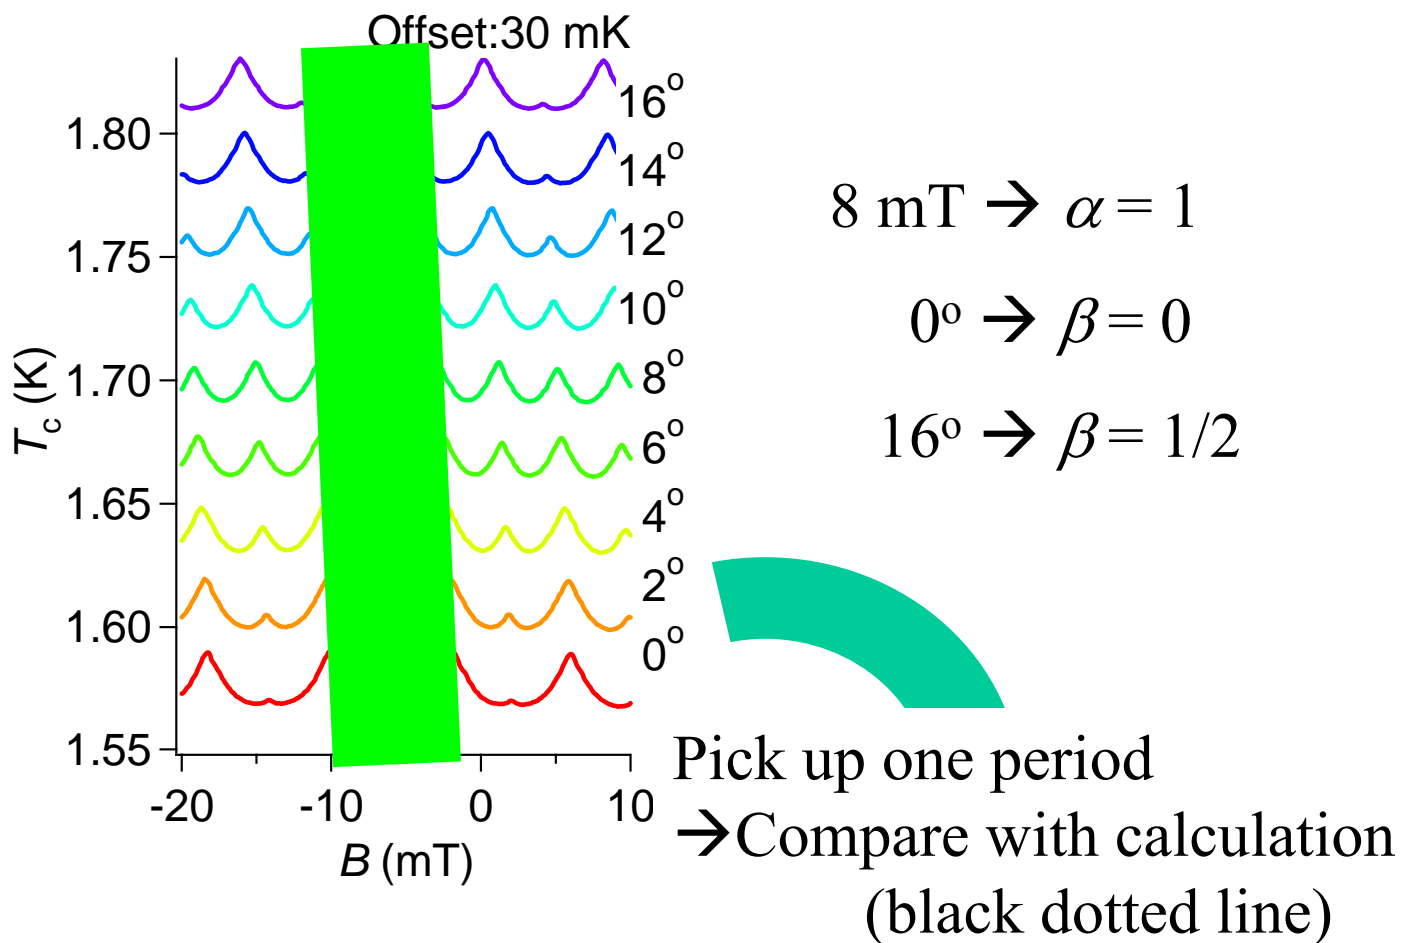 Offset:30 mK
16°
1.80
14°
12°
1.75
10°
8°
1.70
6°
1.65
4°
2°
1.60
0°
1.55
-20 -10 0 10
B (mT)
Tc (K)
8 mT → α = 1
0° → β = 0
16° → β = 1/2
Pick up one period
→Compare with calculation
(black dotted line)